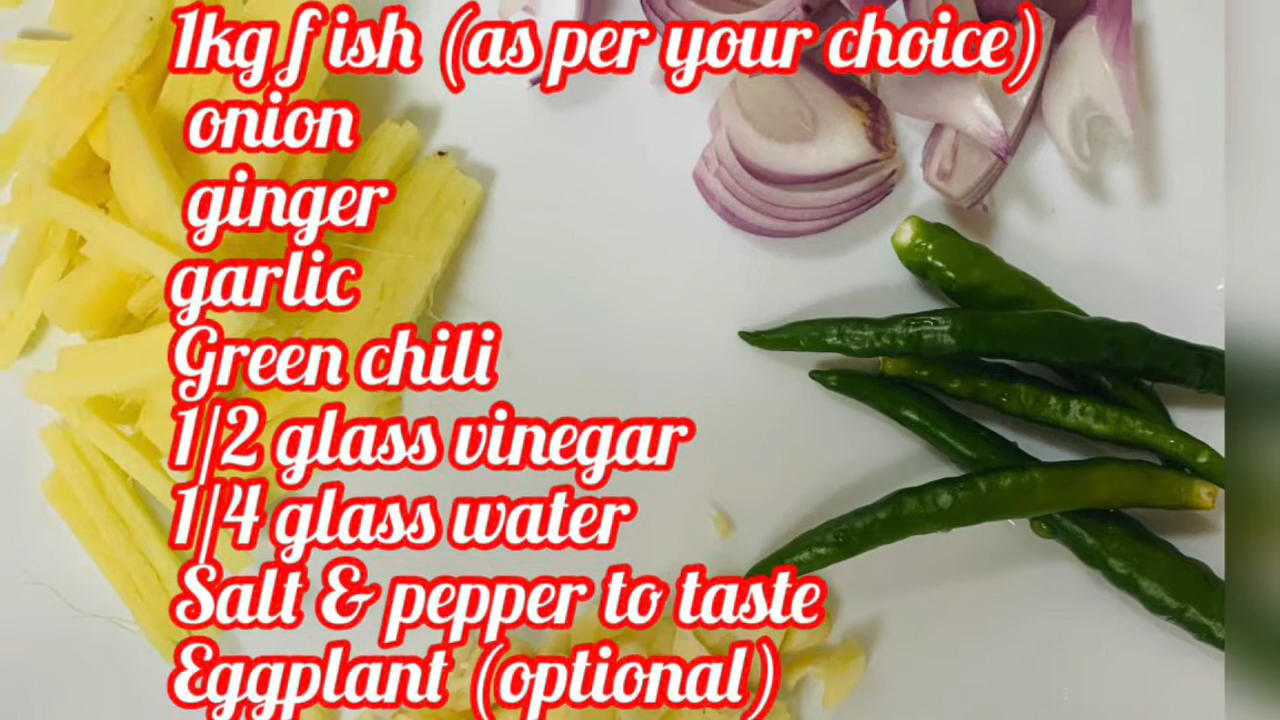 1kg fish (as per your choice)
onion
ginger
garlic
Green chili
1/2 glass vinegar
1/4 glass water
Salt & pepper to taste
Eggplant (optional)